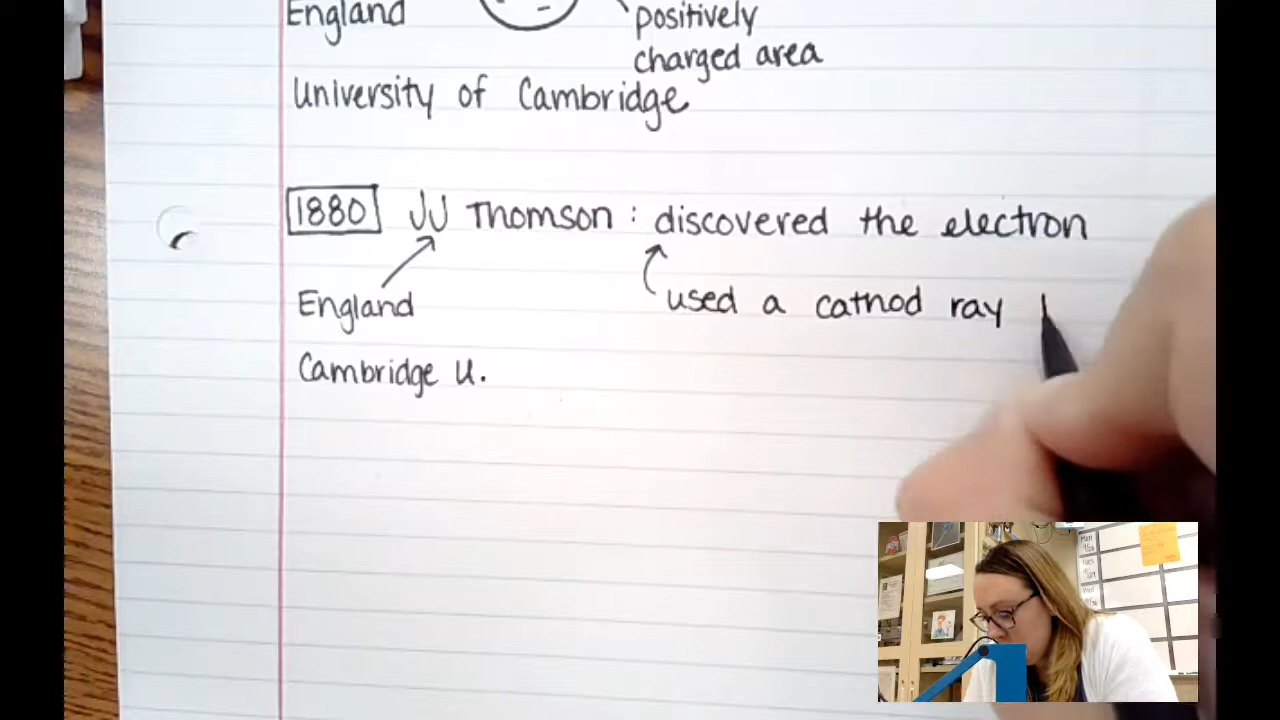 England
positively
charged area
University of Cambridge
1880 JJ Thomson : discovered the electron
England
used a cathod ray
Cambridge U.